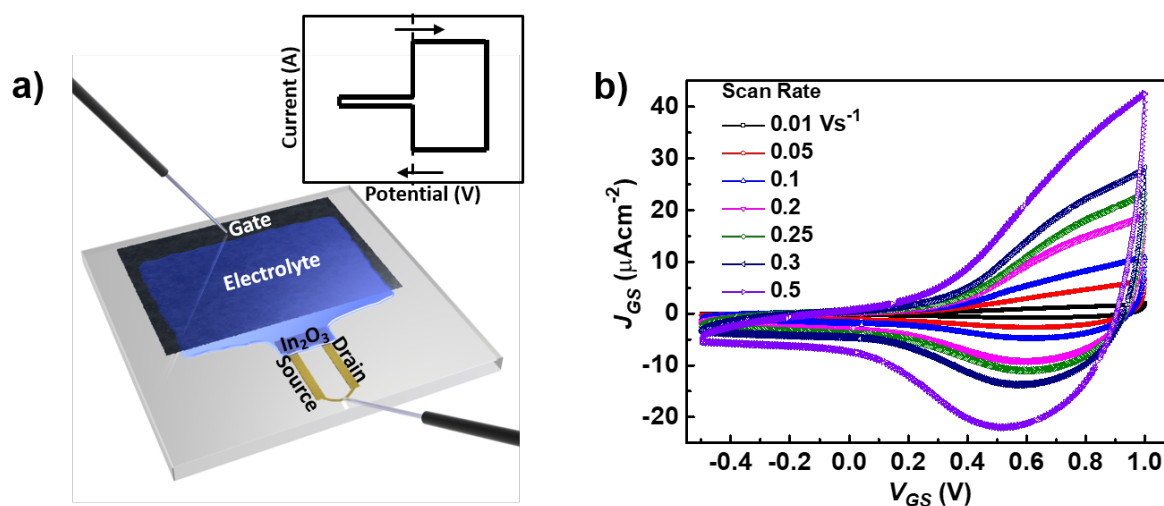 a)
Current (A)
Potential (V)
Gate
Electrolyte
In₂O₃
Source
Drain
b)
Scan Rate
0.01 Vs⁻¹
0.05
0.1
0.2
0.25
0.3
0.5
J_GS (µAcm⁻²)
40
30
20
10
0
-10
-20
-0.4 -0.2 0.0 0.2 0.4 0.6 0.8 1.0
V_GS (V)